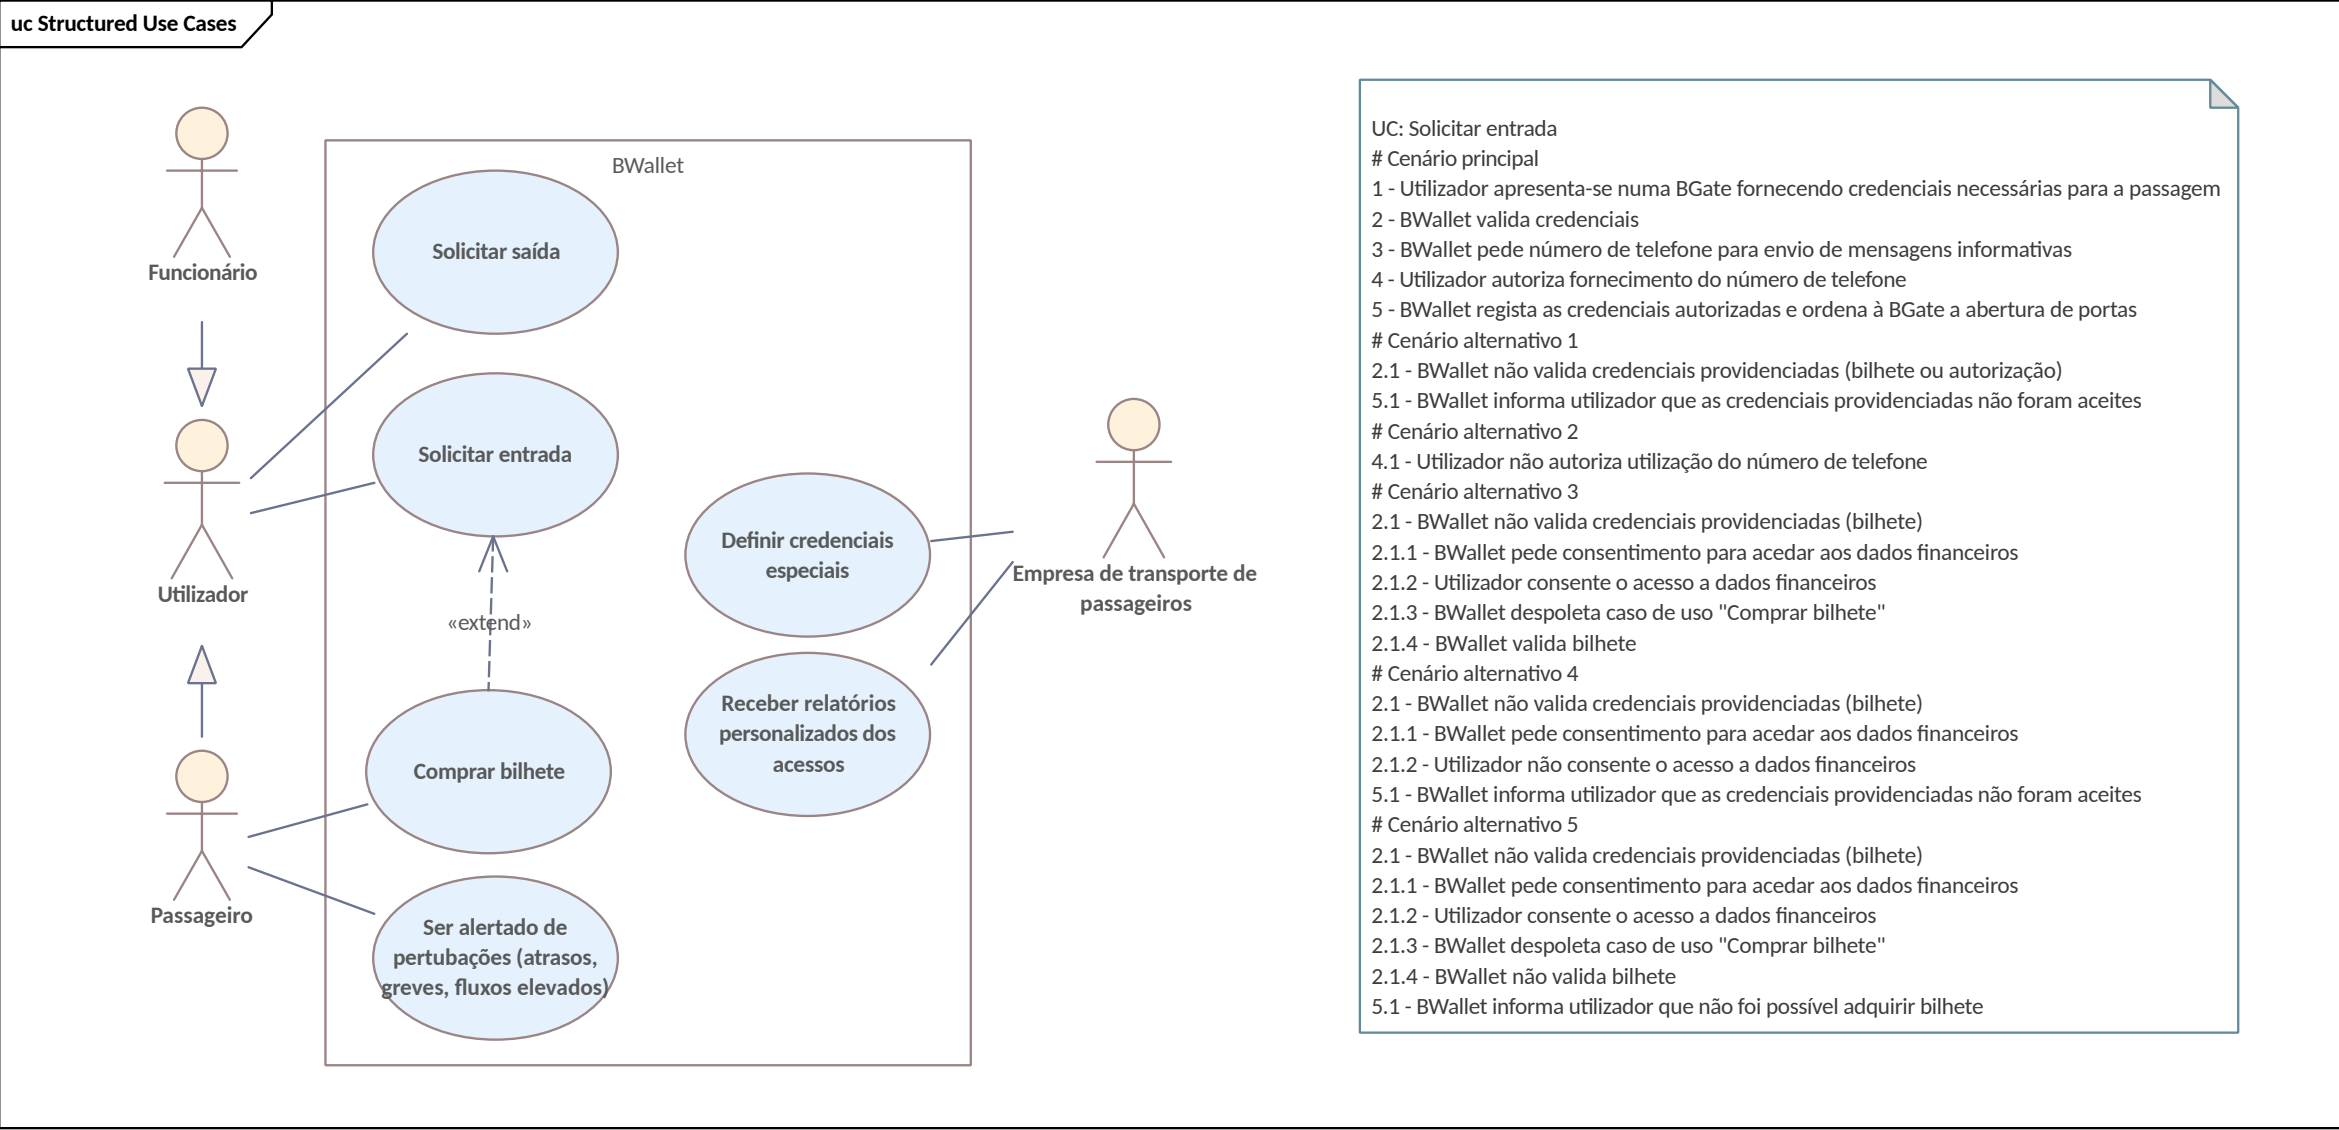 uc Structured Use Cases
BWallet
Funcionário
Solicitar saída
Solicitar entrada
Utilizador
«extend»
Comprar bilhete
Passageiro
Ser alertado de
pertubações (atrasos,
greves, fluxos elevados)
Definir credenciais
especiais
Receber relatórios
personalizados dos
acessos
Empresa de transporte de
passageiros
UC: Solicitar entrada
# Cenário principal
1 - Utilizador apresenta-se numa BGate fornecendo credenciais necessárias para a passagem
2 - BWallet valida credenciais
3 - BWallet pede número de telefone para envio de mensagens informativas
4 - Utilizador autoriza fornecimento do número de telefone
5 - BWallet regista as credenciais autorizadas e ordena à BGate a abertura de portas
# Cenário alternativo 1
2.1 - BWallet não valida credenciais providenciadas (bilhete ou autorização)
5.1 - BWallet informa utilizador que as credenciais providenciadas não foram aceites
# Cenário alternativo 2
4.1 - Utilizador não autoriza utilização do número de telefone
# Cenário alternativo 3
2.1 - BWallet não valida credenciais providenciadas (bilhete)
2.1.1 - BWallet pede consentimento para acedar aos dados financeiros
2.1.2 - Utilizador consente o acesso a dados financeiros
2.1.3 - BWallet despoleta caso de uso "Comprar bilhete"
2.1.4 - BWallet valida bilhete
# Cenário alternativo 4
2.1 - BWallet não valida credenciais providenciadas (bilhete)
2.1.1 - BWallet pede consentimento para acedar aos dados financeiros
2.1.2 - Utilizador não consente o acesso a dados financeiros
5.1 - BWallet informa utilizador que as credenciais providenciadas não foram aceites
# Cenário alternativo 5
2.1 - BWallet não valida credenciais providenciadas (bilhete)
2.1.1 - BWallet pede consentimento para acedar aos dados financeiros
2.1.2 - Utilizador consente o acesso a dados financeiros
2.1.3 - BWallet despoleta caso de uso "Comprar bilhete"
2.1.4 - BWallet não valida bilhete
5.1 - BWallet informa utilizador que não foi possível adquirir bilhete